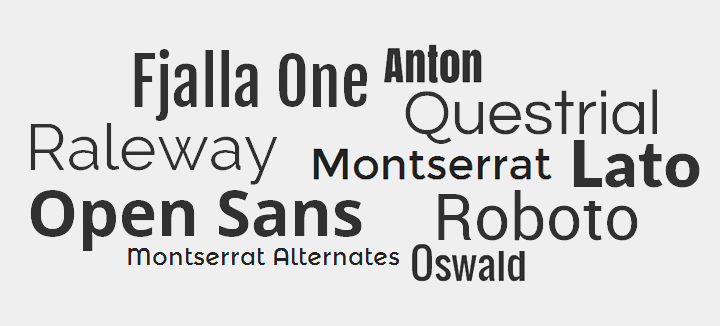 Fjalla One
Anton
Questrial
Raleway
Montserrat
Lato
Open Sans
Roboto
Montserrat Alternates
Oswald